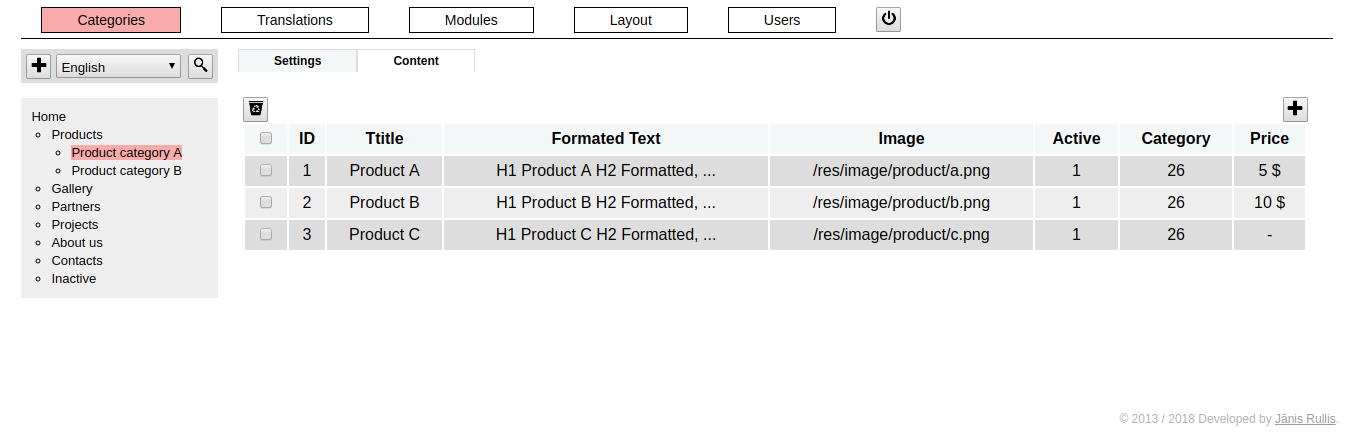 Categories Translations Modules Layout Users
English
Settings Content
Home
Products
Product category A
Product category B
Gallery
Partners
Projects
About us
Contacts
Inactive
ID Ttitle Formated Text Image Active Category Price
1 Product A H1 Product A H2 Formatted, ... /res/image/product/a.png 1 26 5 $
2 Product B H1 Product B H2 Formatted, ... /res/image/product/b.png 1 26 10 $
3 Product C H1 Product C H2 Formatted, ... /res/image/product/c.png 1 26 -
© 2013 / 2018 Developed by Jānis Rullis.